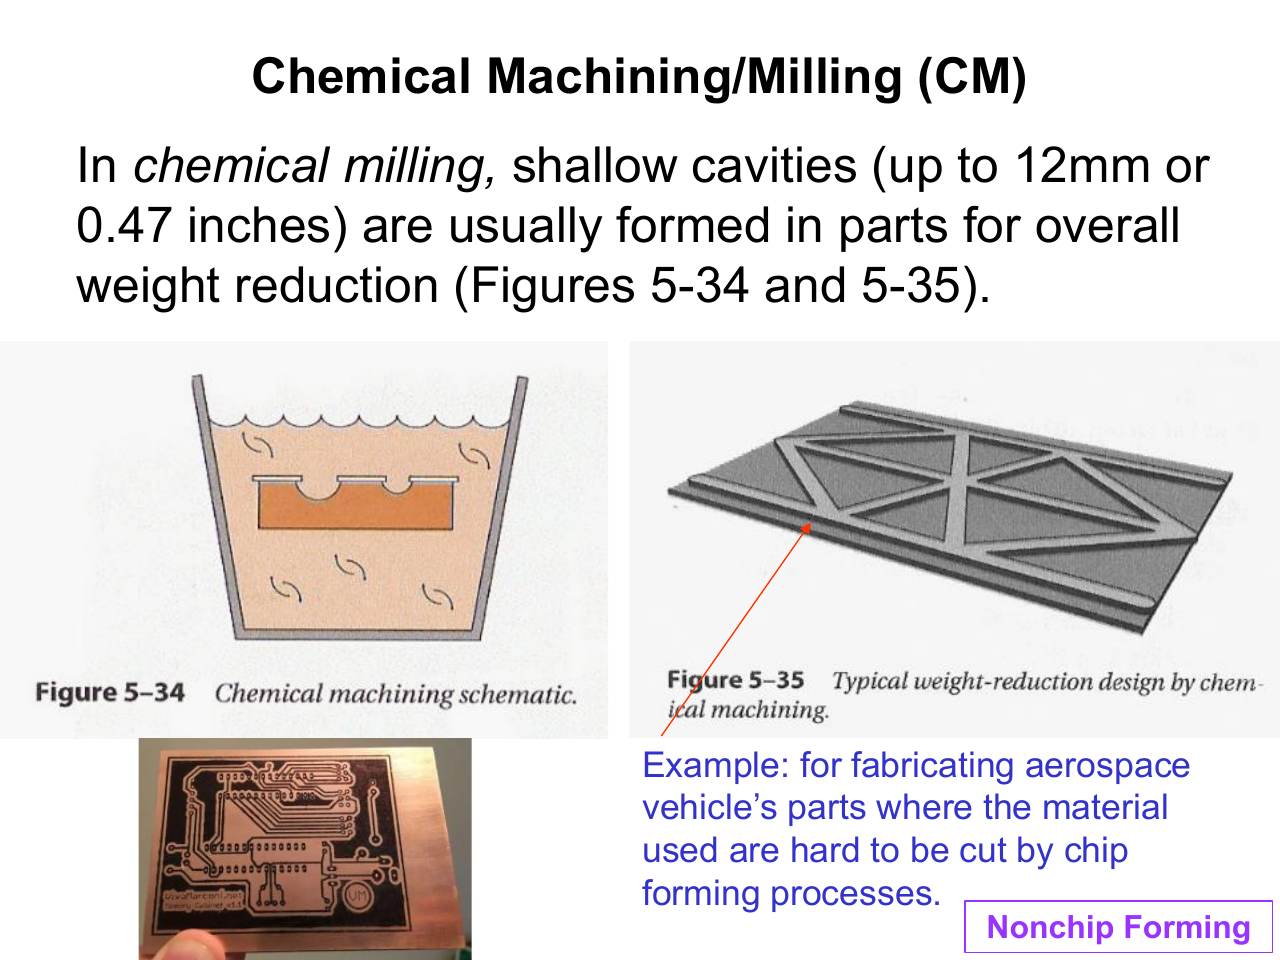 Chemical Machining/Milling (CM)
In chemical milling, shallow cavities (up to 12mm or
0.47 inches) are usually formed in parts for overall
weight reduction (Figures 5-34 and 5-35).
Figure 5–34 Chemical machining schematic.
Figure 5–35 Typical weight-reduction design by chem-
ical machining.
Example: for fabricating aerospace
vehicle’s parts where the material
used are hard to be cut by chip
forming processes.
VM
Nonchip Forming